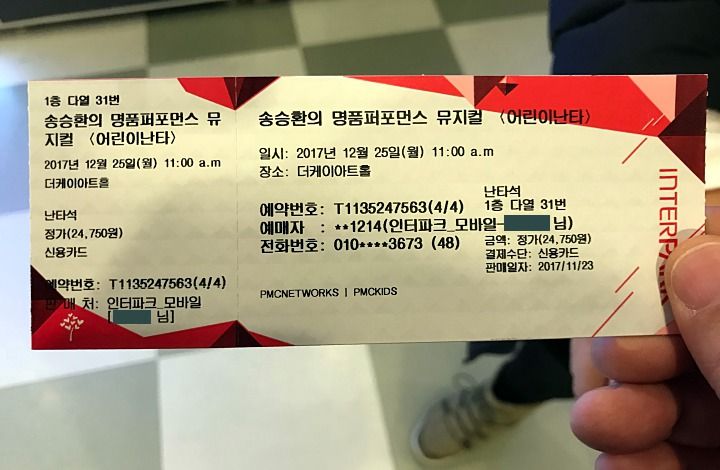 1층 다열 31번
송승환의 명품퍼포먼스 뮤
지컬 〈어린이난타〉
2017년 12월 25일(월) 11:00 a.m
더케이아트홀
난타석
정가(24,750원)
신용카드
예약번호: T1135247563(4/4)
판 매 처: 인터파크_모바일
[ 님]
송승환의 명품퍼포먼스 뮤지컬 〈어린이난타〉
일시: 2017년 12월 25일(월) 11:00 a.m
장소: 더케이아트홀
예약번호: T1135247563(4/4)
예매자 : **1214(인터파크_모바일- 님)
전화번호: 010****3673 (48)
난타석
1층 다열 31번
금액: 정가(24,750원)
결제수단: 신용카드
판매일자: 2017/11/23
PMCNETWORKS | PMCKIDS
INTERPARK